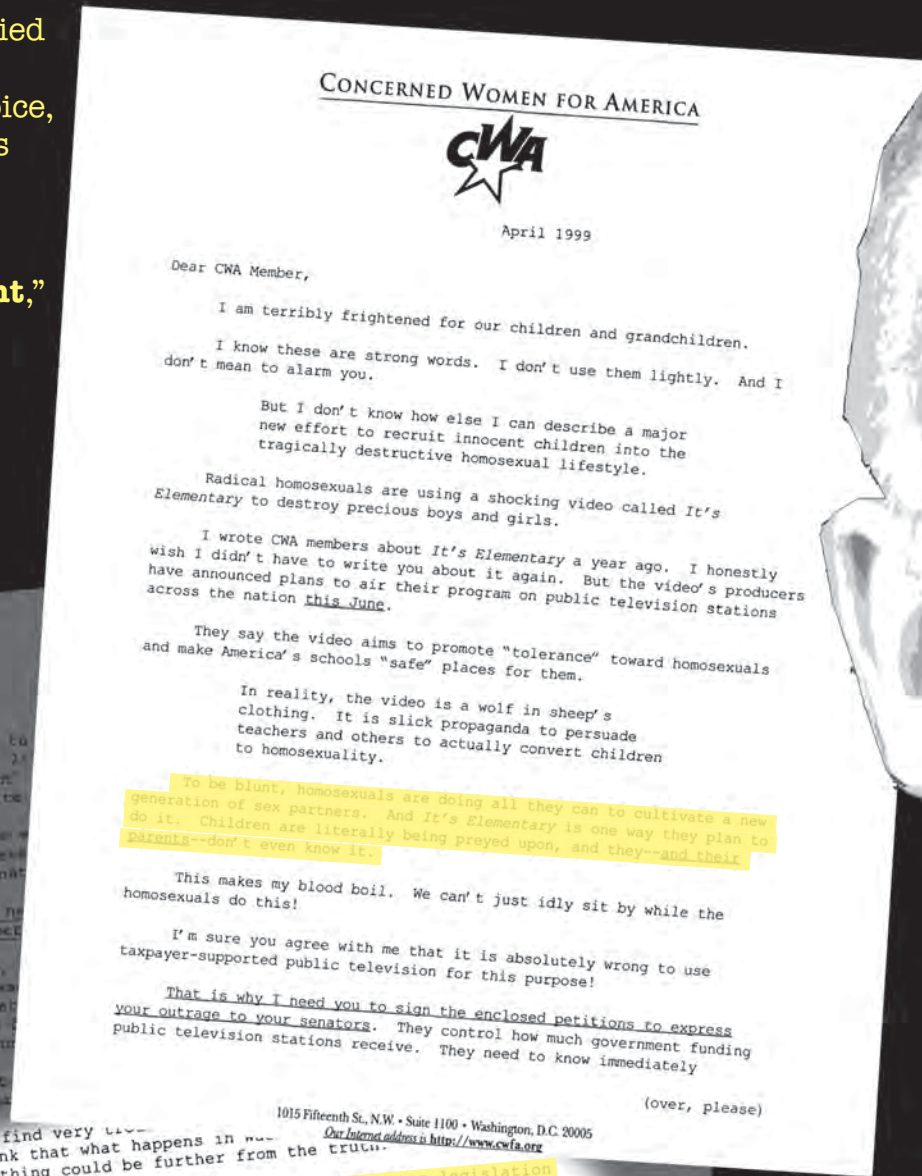 ied
oice,
s
nt,”
CONCERNED WOMEN FOR AMERICA
CWA
April 1999
Dear CWA Member,
I am terribly frightened for our children and grandchildren.
I know these are strong words. I don't use them lightly. And I
don't mean to alarm you.
But I don't know how else I can describe a major
new effort to recruit innocent children into the
tragically destructive homosexual lifestyle.
Radical homosexuals are using a shocking video called It's
Elementary to destroy precious boys and girls.
I wrote CWA members about It's Elementary a year ago. I honestly
wish I didn't have to write you about it again. But the video's producers
have announced plans to air their program on public television stations
across the nation this June.
They say the video aims to promote "tolerance" toward homosexuals
and make America's schools "safe" places for them.
In reality, the video is a wolf in sheep's
clothing. It is slick propaganda to persuade
teachers and others to actually convert children
to homosexuality.
To be blunt, homosexuals are doing all they can to cultivate a new
generation of sex partners. And It's Elementary is one way they plan to
do it. Children are literally being preyed upon, and they--and their
parents--don't even know it.
This makes my blood boil. We can't just idly sit by while the
homosexuals do this!
I'm sure you agree with me that it is absolutely wrong to use
taxpayer-supported public television for this purpose!
That is why I need you to sign the enclosed petitions to express
your outrage to your senators. They control how much government funding
public television stations receive. They need to know immediately
(over, please)
1015 Fifteenth St., N.W. • Suite 1100 • Washington, D.C. 20005
Our Internet address is http://www.cwfa.org
find very
nk that what happens in
thing could be further from the truth.
legislation